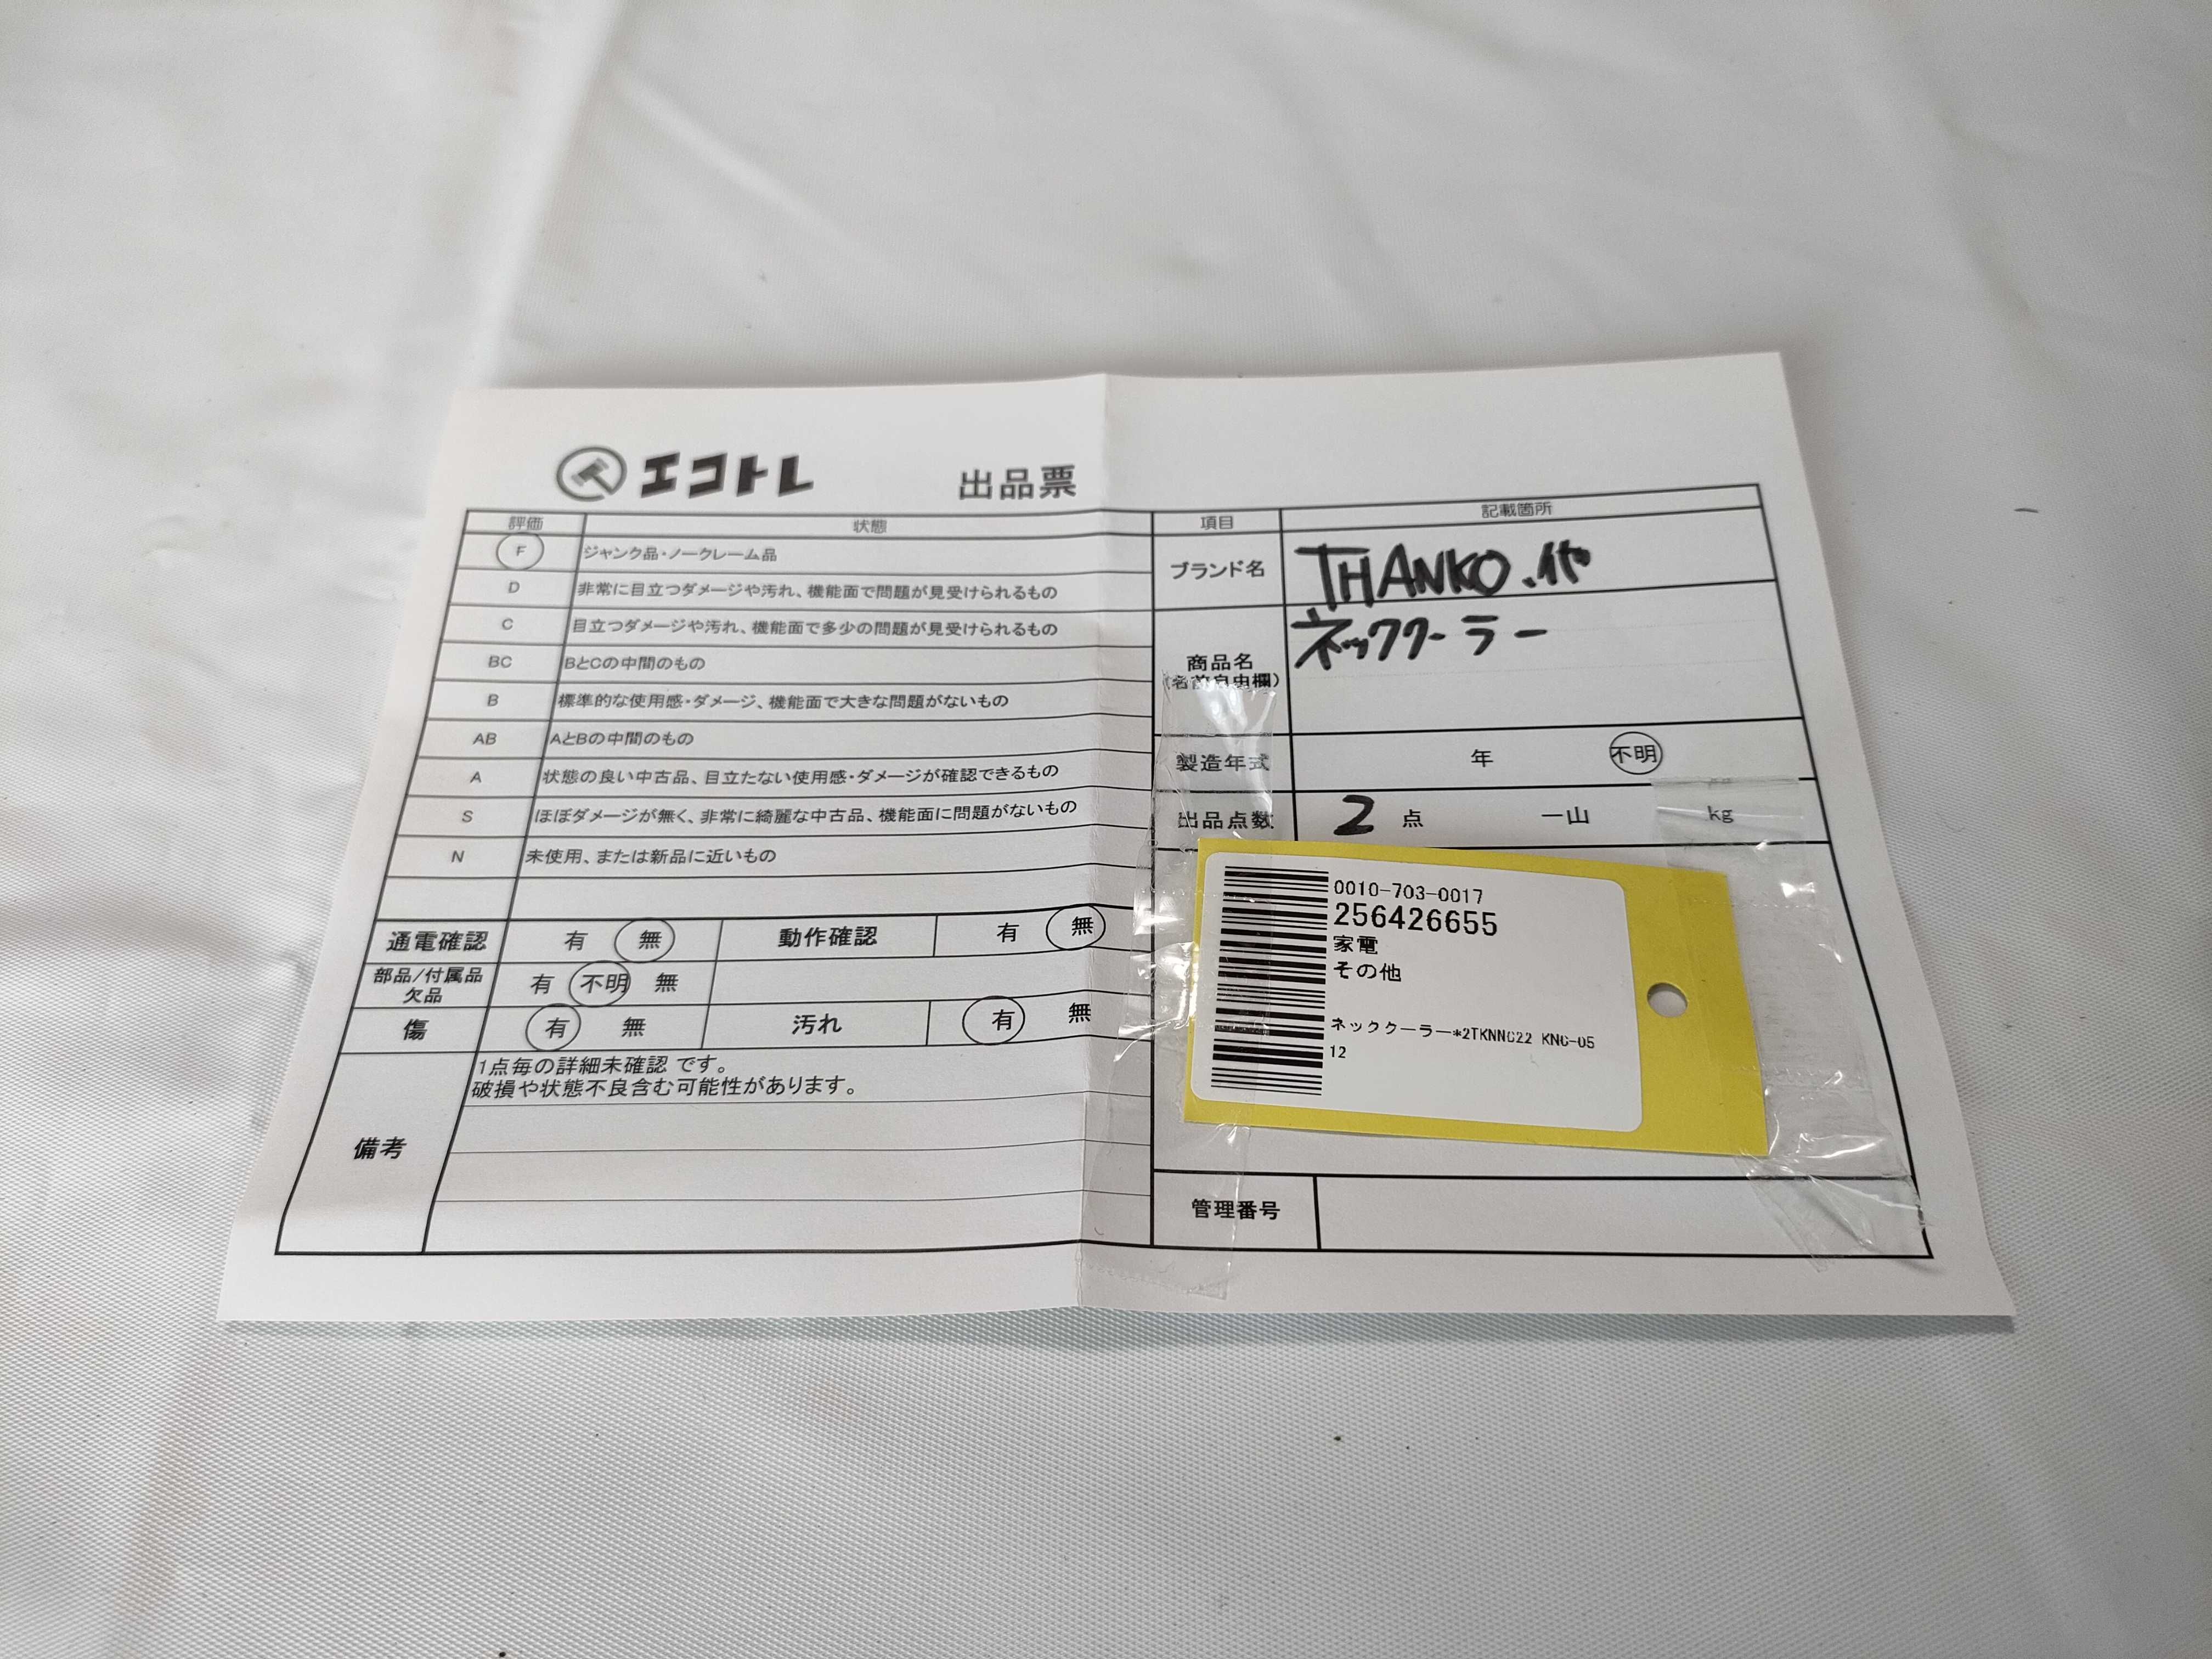 エコトレ 出品票
評価 状態
F ジャンク品・ノークレーム品
D 非常に目立つダメージや汚れ、機能面で問題が見受けられるもの
C 目立つダメージや汚れ、機能面で多少の問題が見受けられるもの
BC BとCの中間のもの
B 標準的な使用感・ダメージ、機能面で大きな問題がないもの
AB AとBの中間のもの
A 状態の良い中古品、目立たない使用感・ダメージが確認できるもの
S ほぼダメージが無く、非常に綺麗な中古品、機能面に問題がないもの
N 未使用、または新品に近いもの
通電確認 有 無 動作確認 有 無
部品/付属品
欠品 有 不明 無
傷 有 無 汚れ 有 無
備考
1点毎の詳細未確認 です。
破損や状態不良含む可能性があります。
項目 記載箇所
ブランド名 THANKO.他
商品名 ネッククーラー
(名前自由欄)
製造年式 年 不明
出品点数 2 点 一山 kg
0010-703-0017
256426655
家電
その他
ネッククーラー*2TKNNC22 KNC-05
12
管理番号